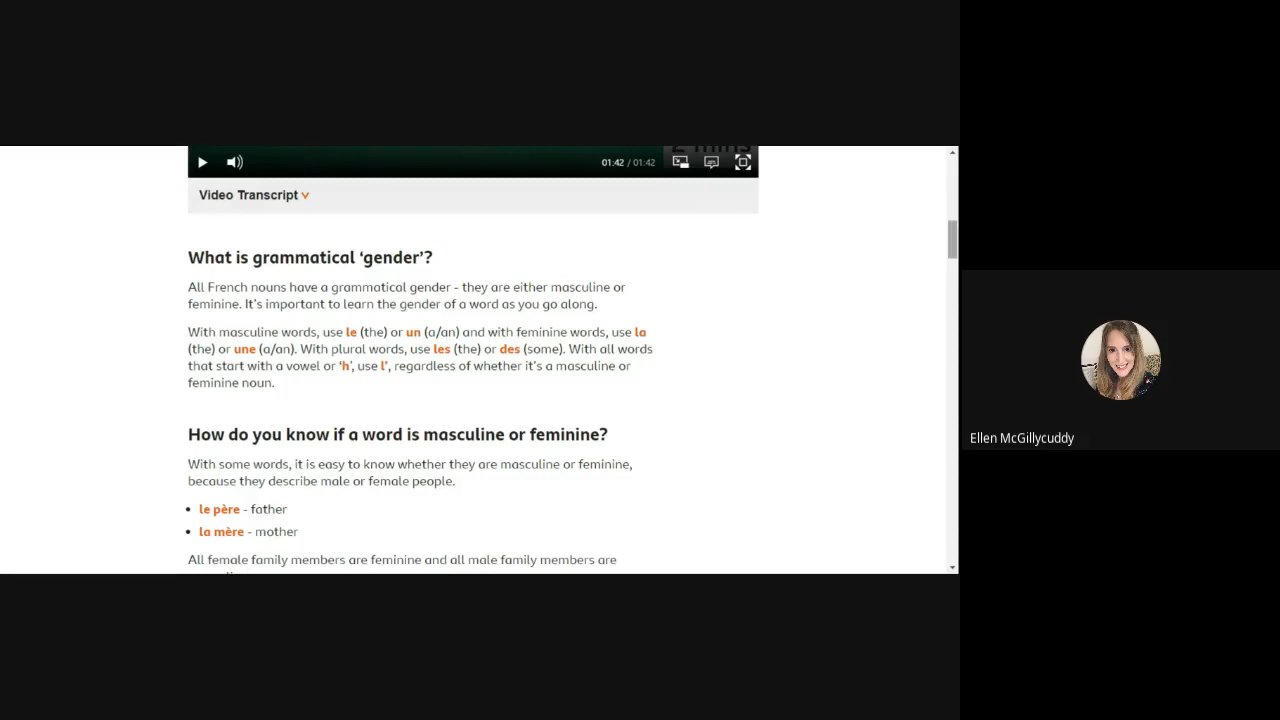 2 mins
01:42 / 01:42
Video Transcript
What is grammatical ‘gender’?
All French nouns have a grammatical gender - they are either masculine or
feminine. It’s important to learn the gender of a word as you go along.
With masculine words, use le (the) or un (a/an) and with feminine words, use la
(the) or une (a/an). With plural words, use les (the) or des (some). With all words
that start with a vowel or ‘h’, use l’, regardless of whether it’s a masculine or
feminine noun.
How do you know if a word is masculine or feminine?
With some words, it is easy to know whether they are masculine or feminine,
because they describe male or female people.
le père - father
la mère - mother
All female family members are feminine and all male family members are
Ellen McGillycuddy